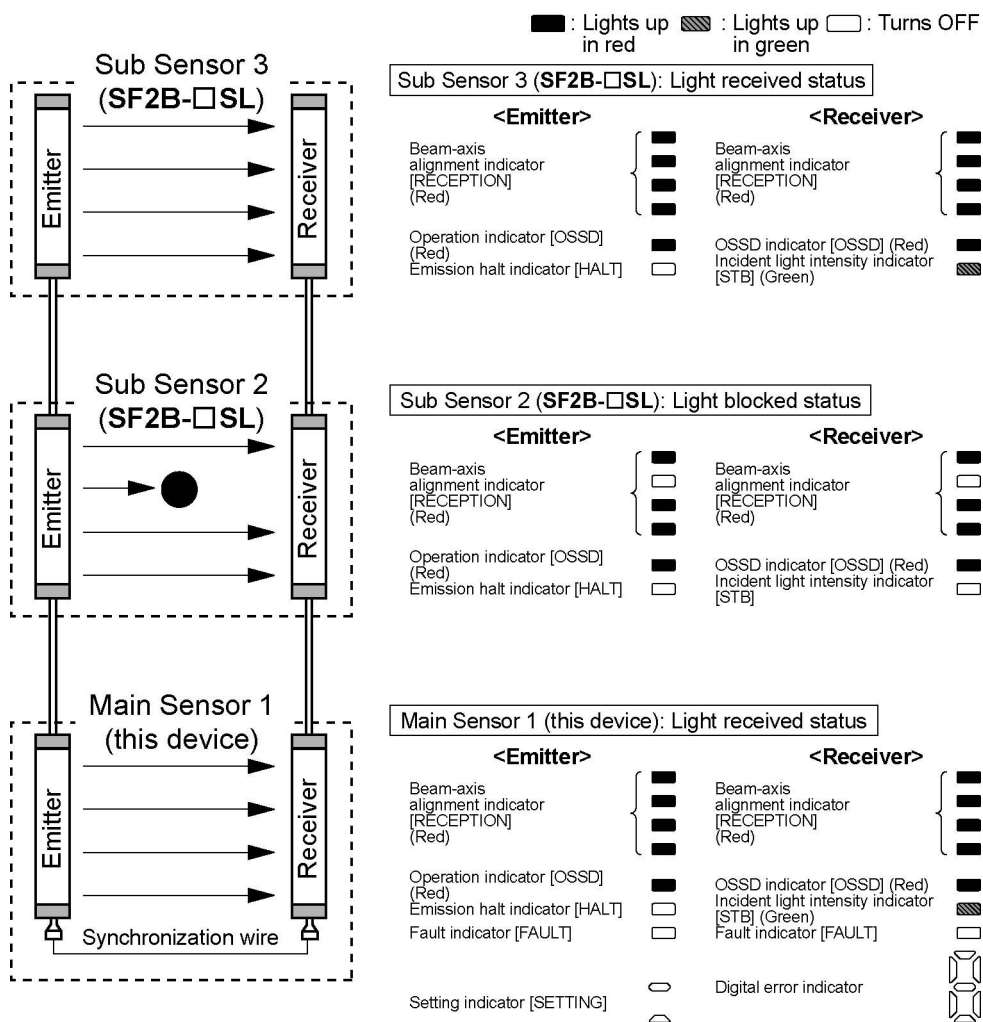 : Lights up in red
: Lights up in green
: Turns OFF
Sub Sensor 3
(SF2B-□SL)
Emitter
Receiver
Sub Sensor 3 (SF2B-□SL): Light received status
<Emitter>
Beam-axis
alignment indicator
[RECEPTION]
(Red)
Operation indicator [OSSD]
(Red)
Emission halt indicator [HALT]
<Receiver>
Beam-axis
alignment indicator
[RECEPTION]
(Red)
OSSD indicator [OSSD] (Red)
Incident light intensity indicator
[STB] (Green)
Sub Sensor 2
(SF2B-□SL)
Emitter
Receiver
Sub Sensor 2 (SF2B-□SL): Light blocked status
<Emitter>
Beam-axis
alignment indicator
[RECEPTION]
(Red)
Operation indicator [OSSD]
(Red)
Emission halt indicator [HALT]
<Receiver>
Beam-axis
alignment indicator
[RECEPTION]
(Red)
OSSD indicator [OSSD] (Red)
Incident light intensity indicator
[STB]
Main Sensor 1
(this device)
Emitter
Receiver
Synchronization wire
Main Sensor 1 (this device): Light received status
<Emitter>
Beam-axis
alignment indicator
[RECEPTION]
(Red)
Operation indicator [OSSD]
(Red)
Emission halt indicator [HALT]
Fault indicator [FAULT]
Setting indicator [SETTING]
<Receiver>
Beam-axis
alignment indicator
[RECEPTION]
(Red)
OSSD indicator [OSSD] (Red)
Incident light intensity indicator
[STB] (Green)
Fault indicator [FAULT]
Digital error indicator